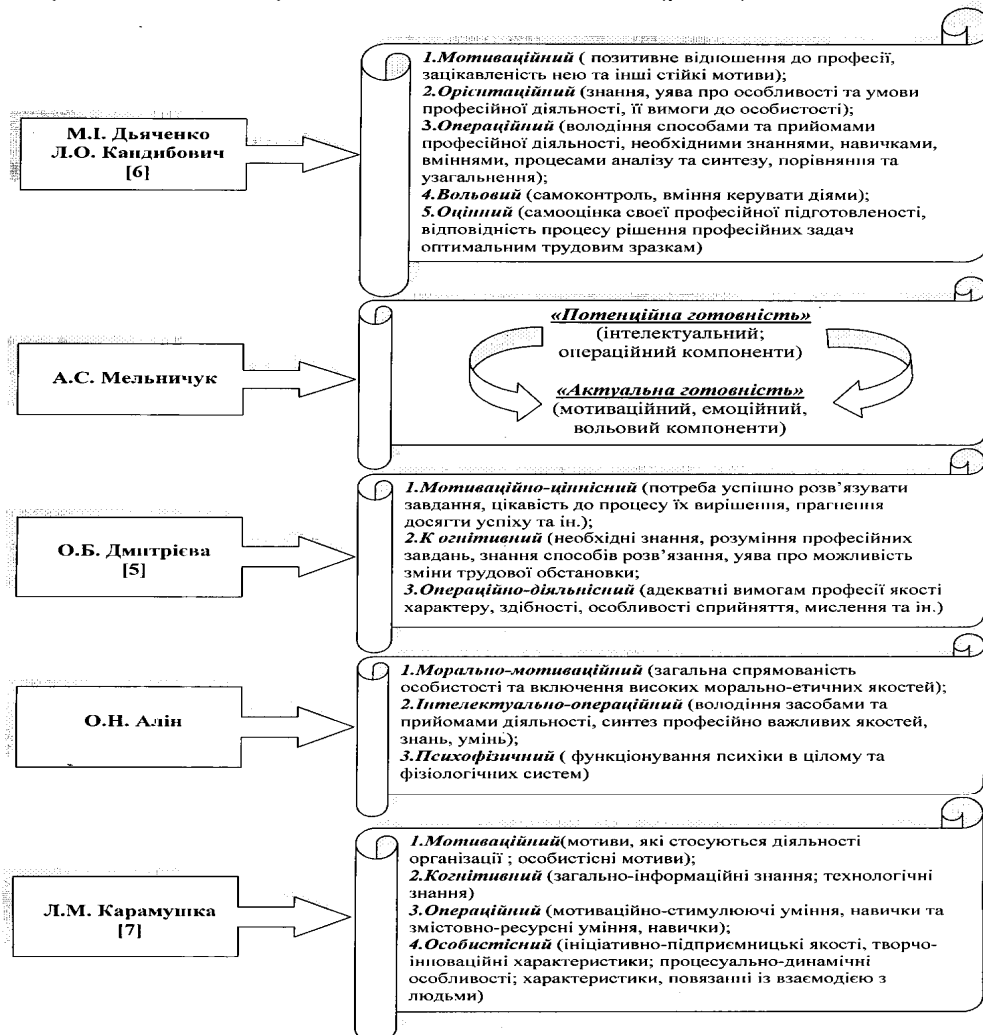 М.І. Дьяченко
Л.О. Кандибович
[6]
1.Мотиваційний ( позитивне відношення до професії,
зацікавленість нею та інші стійкі мотиви);
2.Орієнтаційний (знання, уява про особливості та умови
професійної діяльності, її вимоги до особистості);
3.Операційний (володіння способами та прийомами
професійної діяльності, необхідними знаннями, навичками,
вміннями, процесами аналізу та синтезу, порівняння та
узагальнення);
4.Вольовий (самоконтроль, вміння керувати діями);
5.Оцінний (самооцінка своєї професійної підготовленості,
відповідність процесу рішення професійних задач
оптимальним трудовим зразкам)
А.С. Мельничук
«Потенційна готовність»
(інтелектуальний;
операційний компоненти)
«Актуальна готовність»
(мотиваційний, емоційний,
вольовий компоненти)
О.Б. Дмитрієва
[5]
1.Мотиваційно-ціннісний (потреба успішно розв’язувати
завдання, цікавість до процесу їх вирішення, прагнення
досягти успіху та ін.);
2.К огнітивний (необхідні знання, розуміння професійних
завдань, знання способів розв’язання, уява про можливість
зміни трудової обстановки;
3.Операційно-діяльнісний (адекватні вимогам професії якості
характеру, здібності, особливості сприйняття, мислення та ін.)
О.Н. Алін
1.Морально-мотиваційний (загальна спрямованість
особистості та включення високих морально-етичних якостей);
2.Інтелектуально-операційний (володіння засобами та
прийомами діяльності, синтез професійно важливих якостей,
знань, умінь);
3.Психофізичний ( функціонування психіки в цілому та
фізіологічних систем)
Л.М. Карамушка
[7]
1.Мотиваційний(мотиви, які стосуються діяльності
організації ; особистісні мотиви);
2.Когнітивний (загально-інформаційні знання; технологічні
знання)
3.Операційний (мотиваційно-стимулюючі уміння, навички та
змістовно-ресурсні уміння, навички);
4.Особистісний (ініціативно-підприємницькі якості, творчо-
інноваційні характеристики; процесуально-динамічні
особливості; характеристики, повязанні із взаємодією з
людьми)